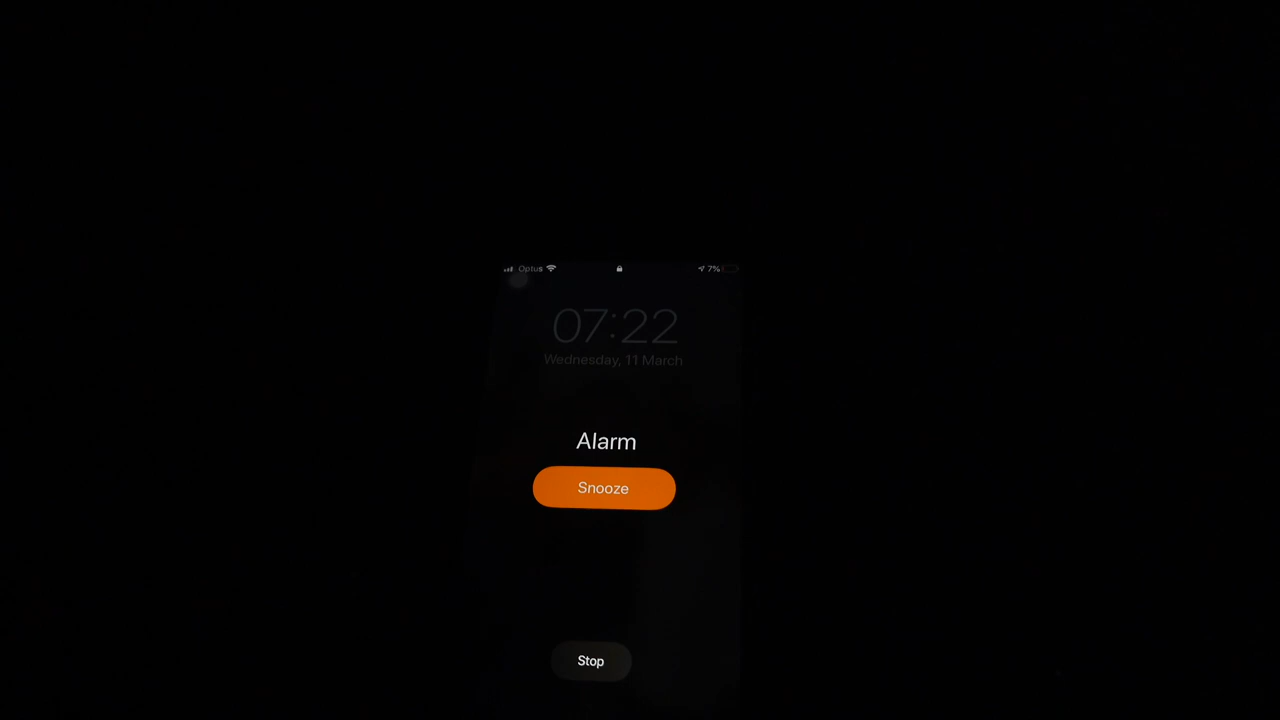 Optus 7%
07:22
Wednesday, 11 March
Alarm
Snooze
Stop